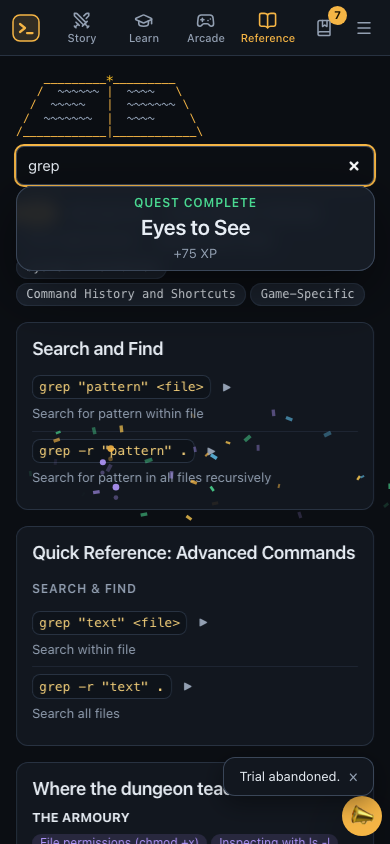 Story Learn Arcade Reference 7
grep ×
QUEST COMPLETE
Eyes to See
+75 XP
Command History and Shortcuts Game-Specific
Search and Find
grep "pattern" <file>
Search for pattern within file
grep -r "pattern" .
Search for pattern in all files recursively
Quick Reference: Advanced Commands
SEARCH & FIND
grep "text" <file>
Search within file
grep -r "text" .
Search all files
Where the dungeon
Trial abandoned. ×
THE ARMOURY
File permissions (chmod +x) Inspecting with ls -l